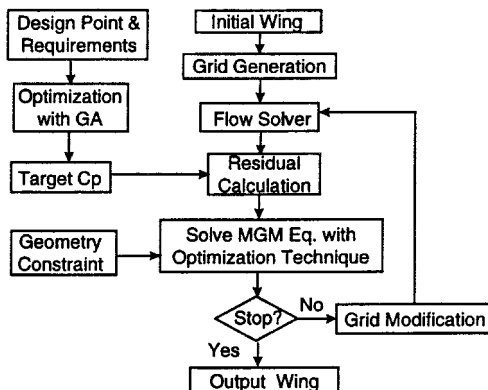 Design Point &
Requirements
Optimization
with GA
Target Cp
Initial Wing
Grid Generation
Flow Solver
Residual
Calculation
Geometry
Constraint
Solve MGM Eq. with
Optimization Technique
Stop?
No
Grid Modification
Yes
Output Wing